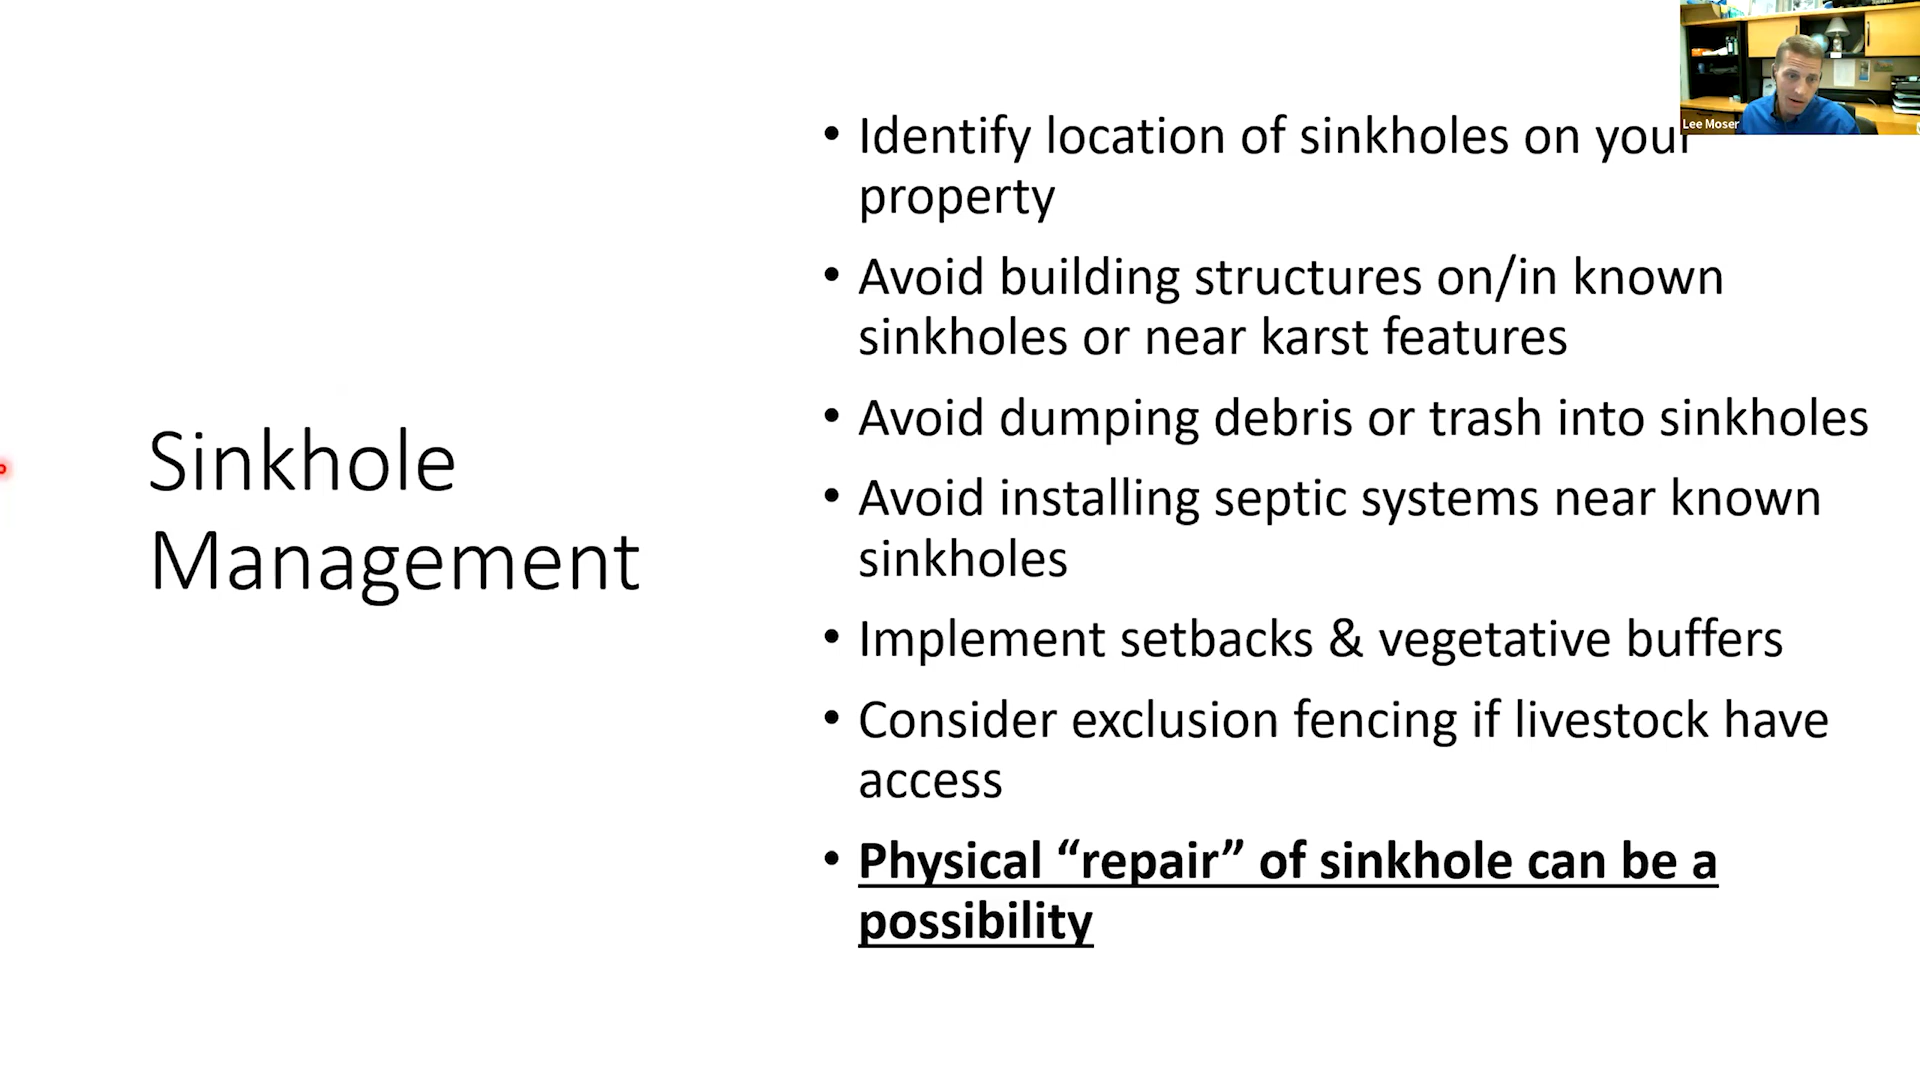 Sinkhole
Management
• Identify location of sinkholes on your
property
• Avoid building structures on/in known
sinkholes or near karst features
• Avoid dumping debris or trash into sinkholes
• Avoid installing septic systems near known
sinkholes
• Implement setbacks & vegetative buffers
• Consider exclusion fencing if livestock have
access
• Physical “repair” of sinkhole can be a
possibility
Lee Moser